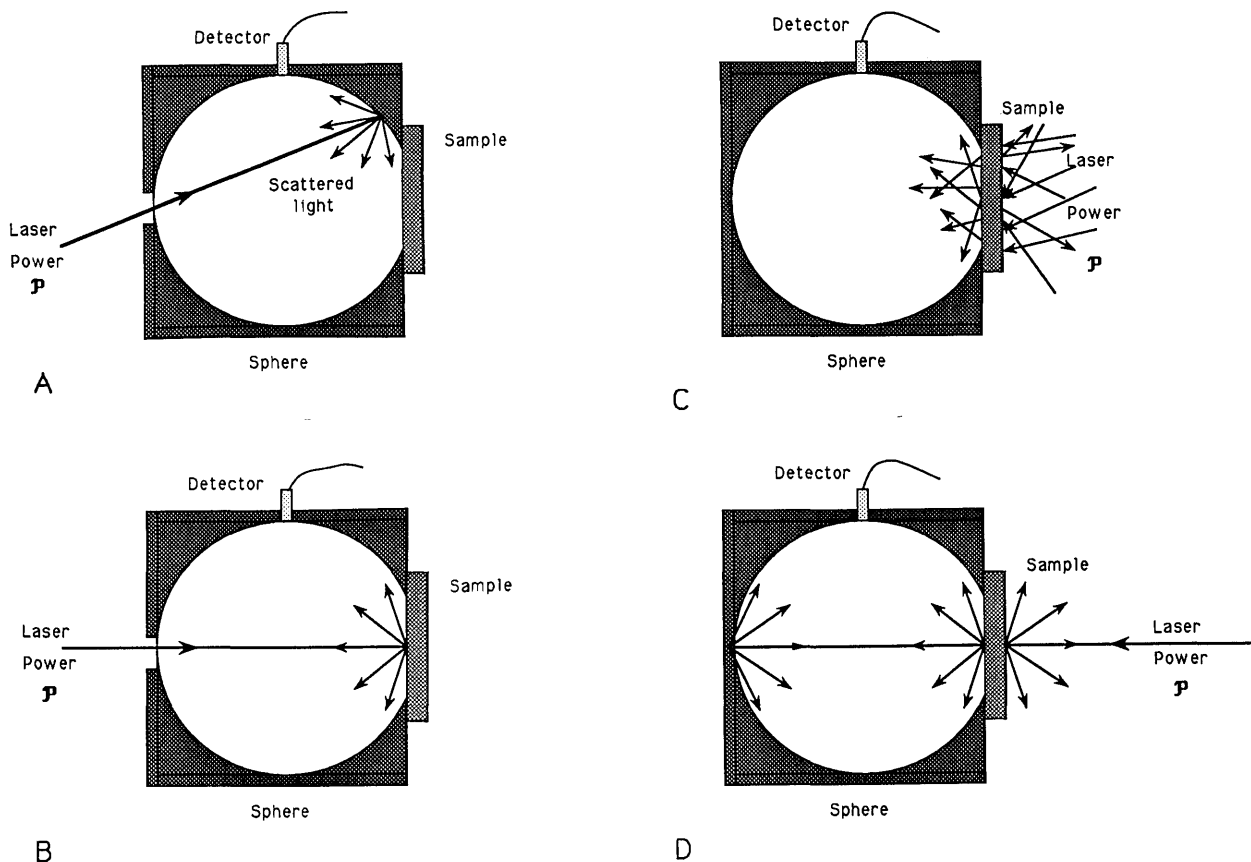 Detector
Sample
Scattered
light
Laser
Power
P
Sphere
A
Detector
Sample
Laser
Power
P
C
Detector
Sample
Laser
Power
P
Sphere
B
Detector
Sample
Laser
Power
P
Sphere
D